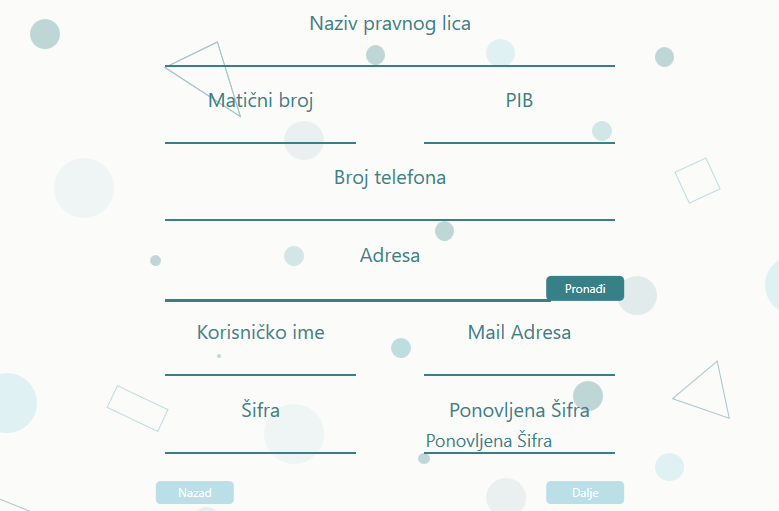 Naziv pravnog lica
Matični broj PIB
Broj telefona
Adresa
Pronađi
Korisničko ime Mail Adresa
Šifra Ponovljena Šifra
Ponovljena Šifra
Nazad Dalje